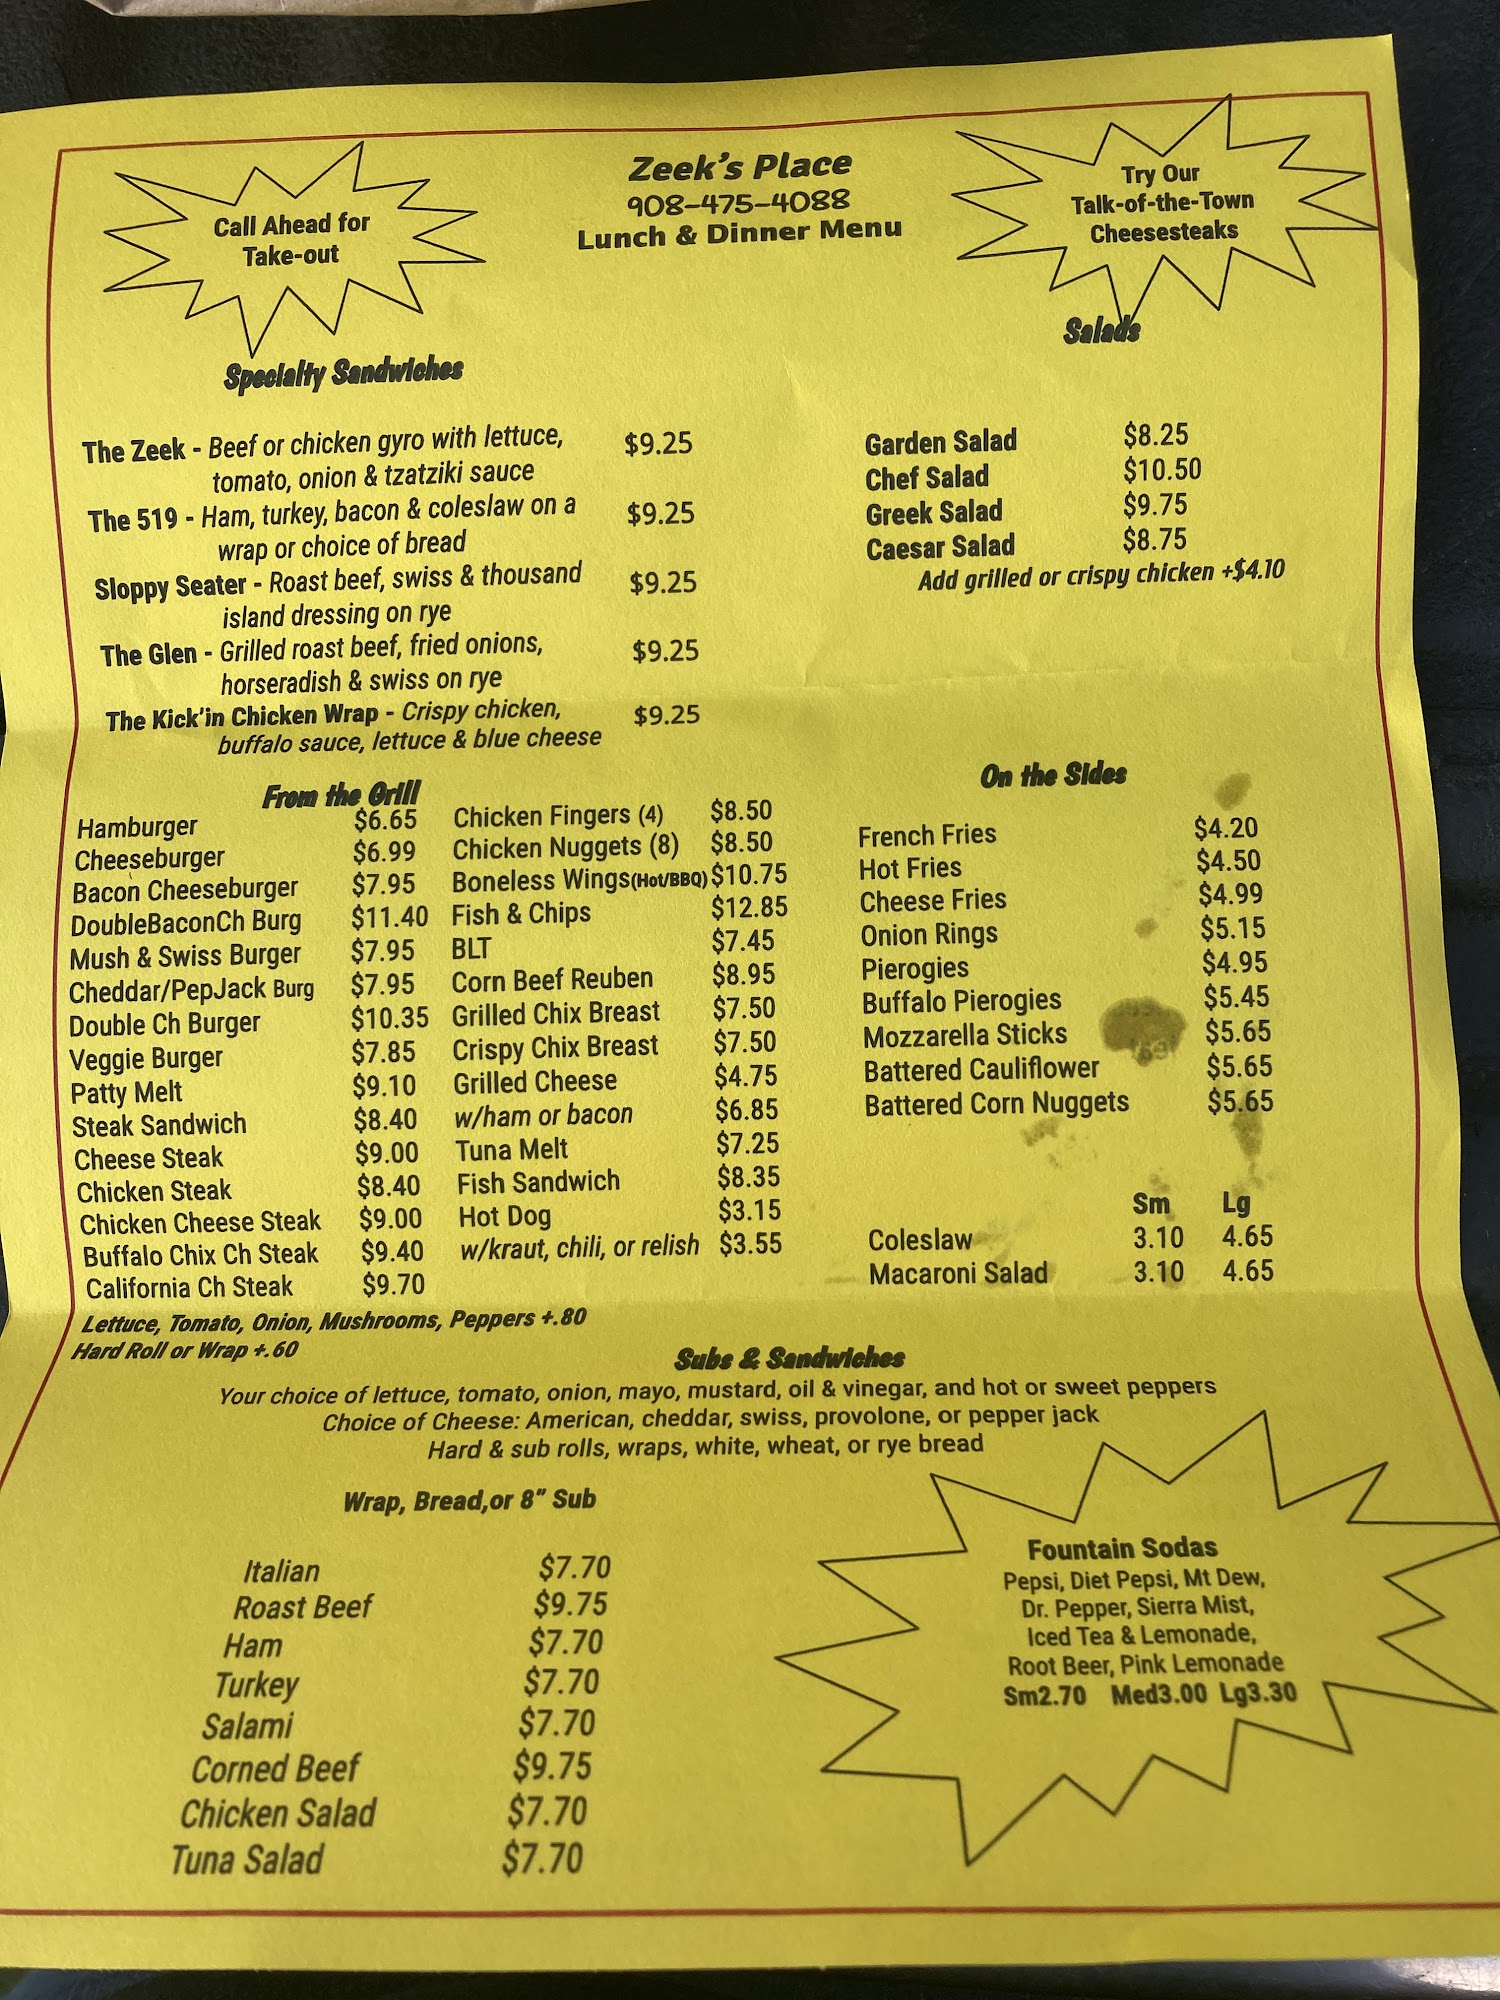 Call Ahead for
Take-out
Zeek's Place
908-475-4088
Lunch & Dinner Menu
Try Our
Talk-of-the-Town
Cheesesteaks
Specialty Sandwiches
The Zeek - Beef or chicken gyro with lettuce, $9.25
tomato, onion & tzatziki sauce
The 519 - Ham, turkey, bacon & coleslaw on a $9.25
wrap or choice of bread
Sloppy Seater - Roast beef, swiss & thousand $9.25
island dressing on rye
The Glen - Grilled roast beef, fried onions, $9.25
horseradish & swiss on rye
The Kick'in Chicken Wrap - Crispy chicken, $9.25
buffalo sauce, lettuce & blue cheese
Salads
Garden Salad $8.25
Chef Salad $10.50
Greek Salad $9.75
Caesar Salad $8.75
Add grilled or crispy chicken +$4.10
From the Grill
Hamburger $6.65
Cheeseburger $6.99
Bacon Cheeseburger $7.95
DoubleBaconCh Burg $11.40
Mush & Swiss Burger $7.95
Cheddar/PepJack Burg $7.95
Double Ch Burger $10.35
Veggie Burger $7.85
Patty Melt $9.10
Steak Sandwich $8.40
Cheese Steak $9.00
Chicken Steak $8.40
Chicken Cheese Steak $9.00
Buffalo Chix Ch Steak $9.40
California Ch Steak $9.70
Chicken Fingers (4) $8.50
Chicken Nuggets (8) $8.50
Boneless Wings(Hot/BBQ) $10.75
Fish & Chips $12.85
BLT $7.45
Corn Beef Reuben $8.95
Grilled Chix Breast $7.50
Crispy Chix Breast $7.50
Grilled Cheese $4.75
w/ham or bacon $6.85
Tuna Melt $7.25
Fish Sandwich $8.35
Hot Dog $3.15
w/kraut, chili, or relish $3.55
Lettuce, Tomato, Onion, Mushrooms, Peppers +.80
Hard Roll or Wrap +.60
On the Sides
French Fries $4.20
Hot Fries $4.50
Cheese Fries $4.99
Onion Rings $5.15
Pierogies $4.95
Buffalo Pierogies $5.45
Mozzarella Sticks $5.65
Battered Cauliflower $5.65
Battered Corn Nuggets $5.65
Sm Lg
Coleslaw 3.10 4.65
Macaroni Salad 3.10 4.65
Subs & Sandwiches
Your choice of lettuce, tomato, onion, mayo, mustard, oil & vinegar, and hot or sweet peppers
Choice of Cheese: American, cheddar, swiss, provolone, or pepper jack
Hard & sub rolls, wraps, white, wheat, or rye bread
Wrap, Bread,or 8" Sub
Italian $7.70
Roast Beef $9.75
Ham $7.70
Turkey $7.70
Salami $7.70
Corned Beef $9.75
Chicken Salad $7.70
Tuna Salad $7.70
Fountain Sodas
Pepsi, Diet Pepsi, Mt Dew,
Dr. Pepper, Sierra Mist,
Iced Tea & Lemonade,
Root Beer, Pink Lemonade
Sm2.70 Med3.00 Lg3.30